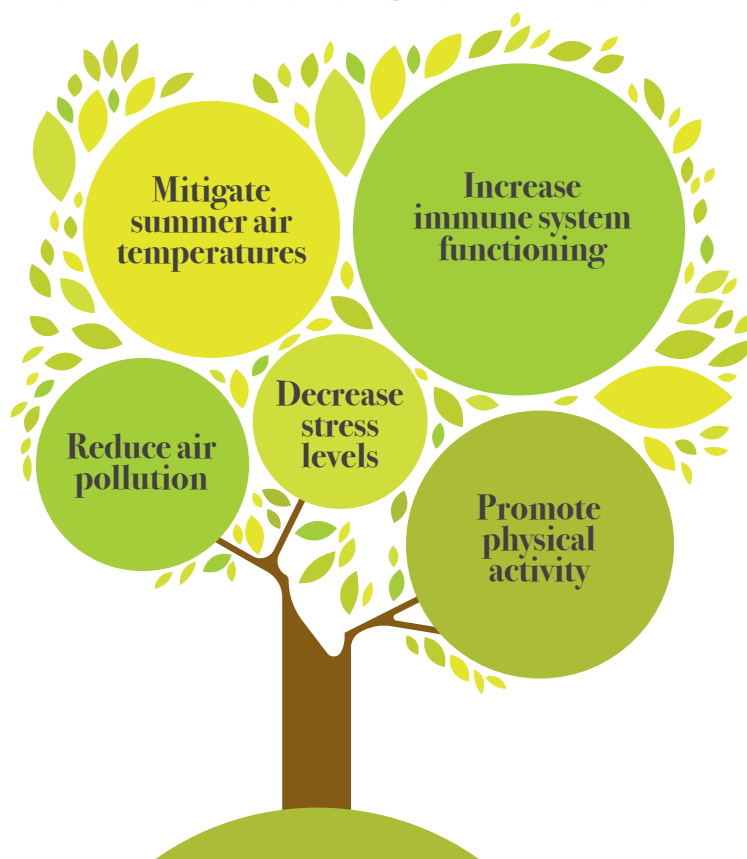 Mitigate
summer air
temperatures
Increase
immune system
functioning
Decrease
stress
levels
Reduce air
pollution
Promote
physical
activity